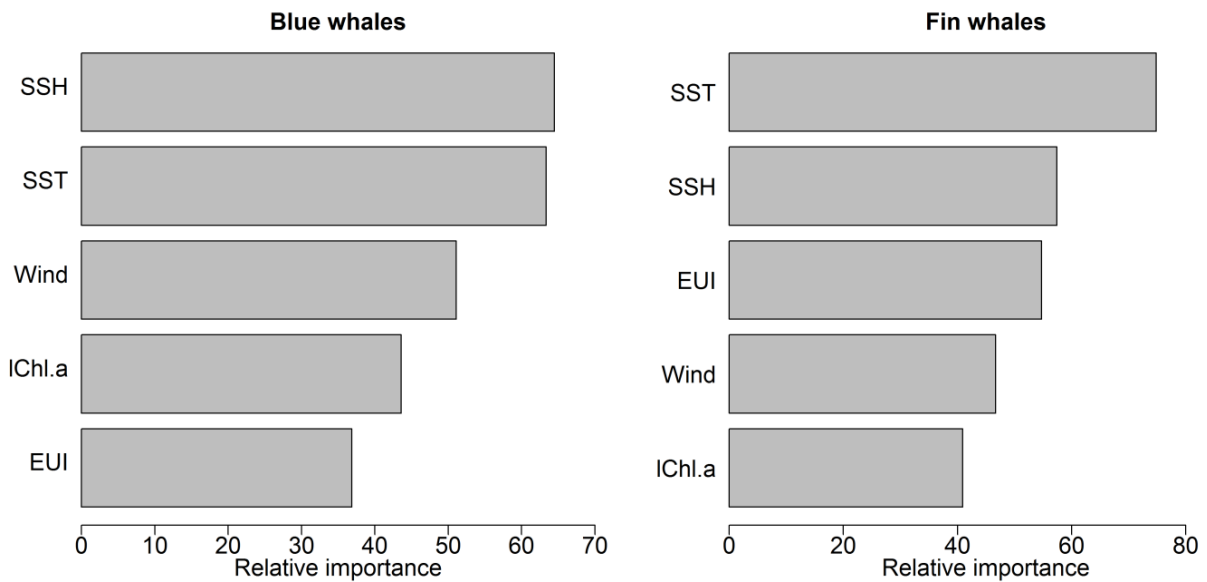 Blue whales
SSH
SST
Wind
lChl.a
EUI
0 10 20 30 40 50 60 70
Relative importance
Fin whales
SST
SSH
EUI
Wind
lChl.a
0 20 40 60 80
Relative importance